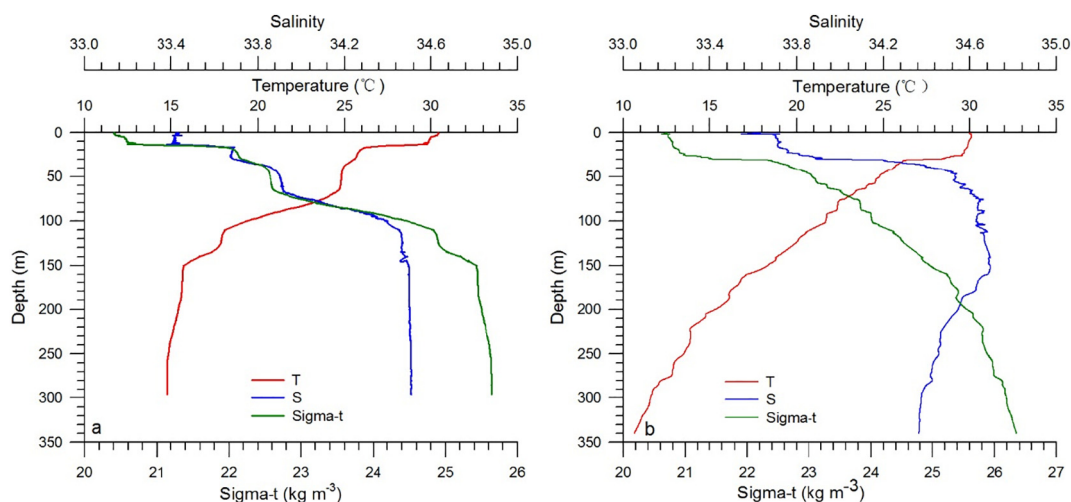 Salinity
33.0 33.4 33.8 34.2 34.6 35.0
Temperature (℃)
10 15 20 25 30 35
0
50
100
150
200
250
300
350
Depth (m)
T
S
Sigma-t
a
20 21 22 23 24 25 26
Sigma-t (kg m⁻³)
Salinity
33.0 33.4 33.8 34.2 34.6 35.0
Temperature (℃)
10 15 20 25 30 35
0
50
100
150
200
250
300
350
Depth (m)
T
S
Sigma-t
b
20 21 22 23 24 25 26 27
Sigma-t (kg m⁻³)